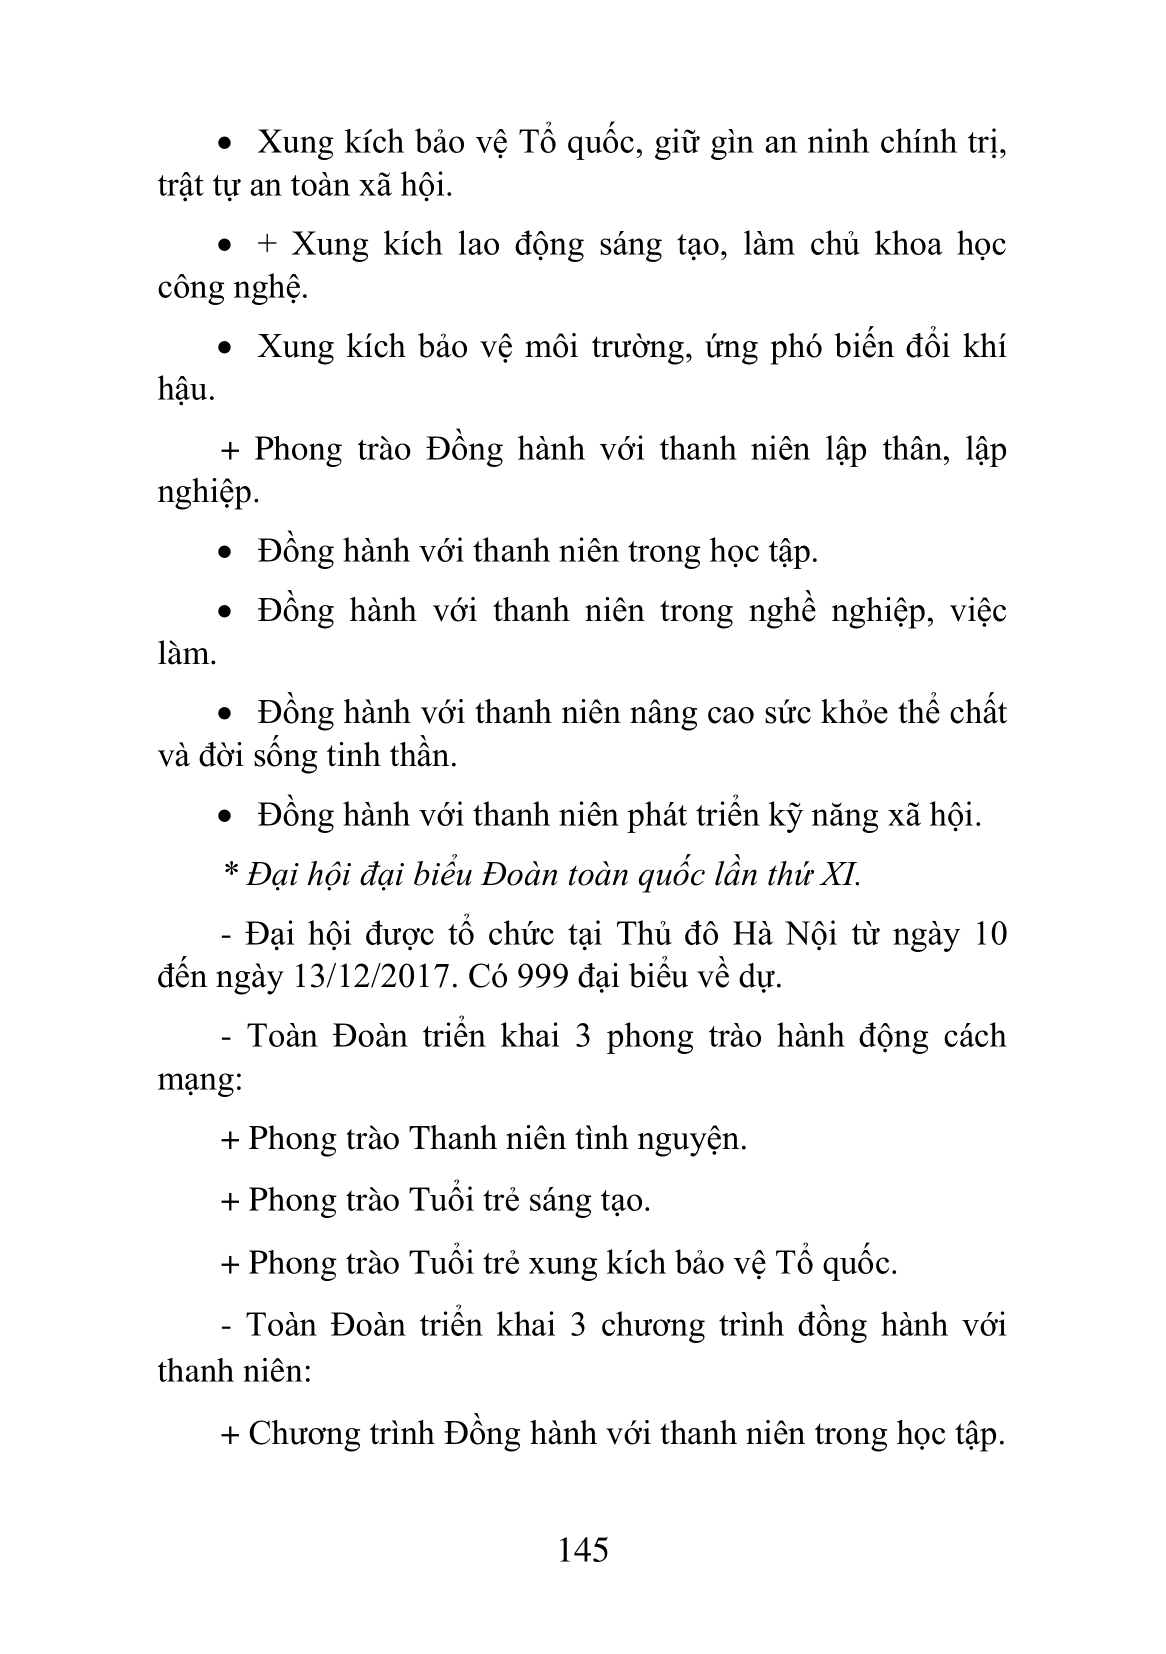 • Xung kích bảo vệ Tổ quốc, giữ gìn an ninh chính trị,
trật tự an toàn xã hội.
• + Xung kích lao động sáng tạo, làm chủ khoa học
công nghệ.
• Xung kích bảo vệ môi trường, ứng phó biến đổi khí
hậu.
+ Phong trào Đồng hành với thanh niên lập thân, lập
nghiệp.
• Đồng hành với thanh niên trong học tập.
• Đồng hành với thanh niên trong nghề nghiệp, việc
làm.
• Đồng hành với thanh niên nâng cao sức khỏe thể chất
và đời sống tinh thần.
• Đồng hành với thanh niên phát triển kỹ năng xã hội.
* Đại hội đại biểu Đoàn toàn quốc lần thứ XI.
- Đại hội được tổ chức tại Thủ đô Hà Nội từ ngày 10
đến ngày 13/12/2017. Có 999 đại biểu về dự.
- Toàn Đoàn triển khai 3 phong trào hành động cách
mạng:
+ Phong trào Thanh niên tình nguyện.
+ Phong trào Tuổi trẻ sáng tạo.
+ Phong trào Tuổi trẻ xung kích bảo vệ Tổ quốc.
- Toàn Đoàn triển khai 3 chương trình đồng hành với
thanh niên:
+ Chương trình Đồng hành với thanh niên trong học tập.
145